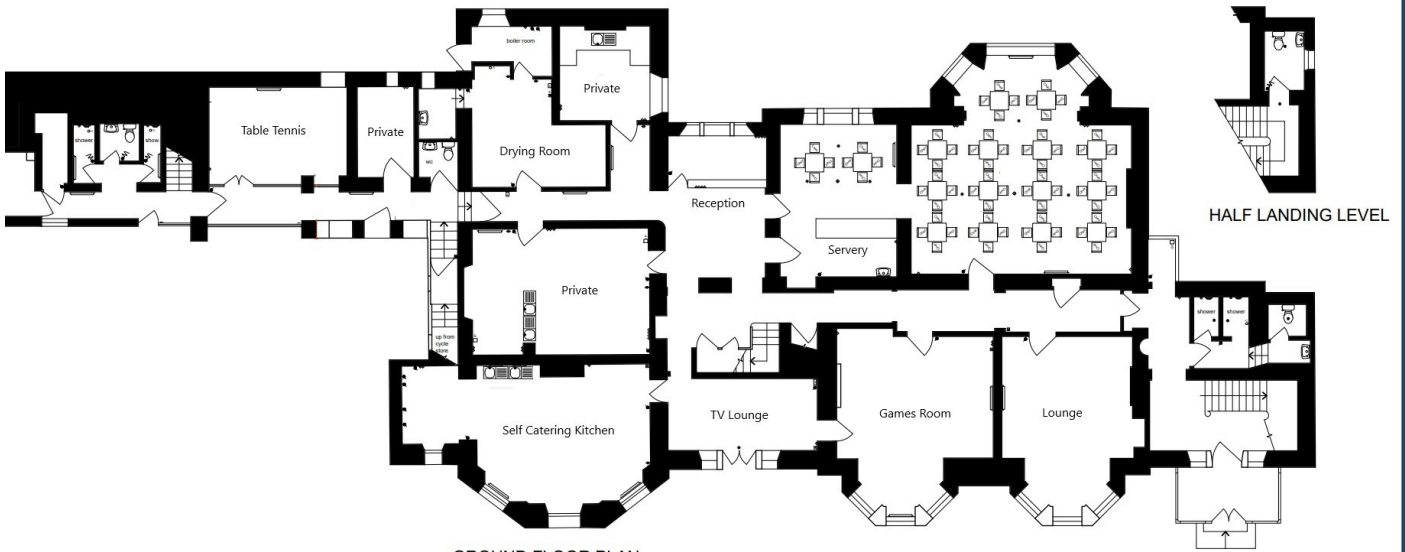 boiler room
Private
Table Tennis
Private
shower
show.
wc
Drying Room
Reception
Servery
HALF LANDING LEVEL
Private
up from
cycle
store
shower
shower
Self Catering Kitchen
TV Lounge
Games Room
Lounge
GROUND FLOOR PLAN